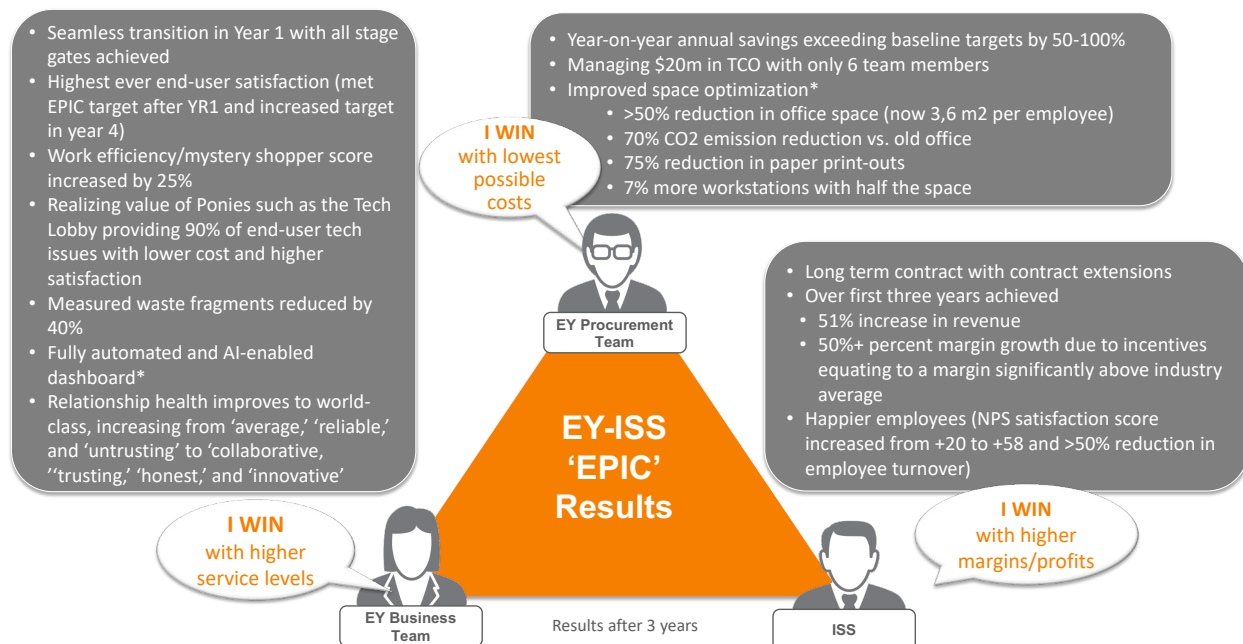 • Seamless transition in Year 1 with all stage
gates achieved
• Highest ever end-user satisfaction (met
EPIC target after YR1 and increased target
in year 4)
• Work efficiency/mystery shopper score
increased by 25%
• Realizing value of Ponies such as the Tech
Lobby providing 90% of end-user tech
issues with lower cost and higher
satisfaction
• Measured waste fragments reduced by
40%
• Fully automated and AI-enabled
dashboard*
• Relationship health improves to world-
class, increasing from ‘average,’ ‘reliable,’
and ‘untrusting’ to ‘collaborative,
’‘trusting,’ ‘honest,’ and ‘innovative’
I WIN
with higher
service levels
EY Business
Team
• Year-on-year annual savings exceeding baseline targets by 50-100%
• Managing $20m in TCO with only 6 team members
• Improved space optimization*
• >50% reduction in office space (now 3,6 m2 per employee)
• 70% CO2 emission reduction vs. old office
• 75% reduction in paper print-outs
• 7% more workstations with half the space
I WIN
with lowest
possible
costs
EY Procurement
Team
EY-ISS
‘EPIC’
Results
• Long term contract with contract extensions
• Over first three years achieved
• 51% increase in revenue
• 50%+ percent margin growth due to incentives
equating to a margin significantly above industry
average
• Happier employees (NPS satisfaction score
increased from +20 to +58 and >50% reduction in
employee turnover)
I WIN
with higher
margins/profits
ISS
Results after 3 years